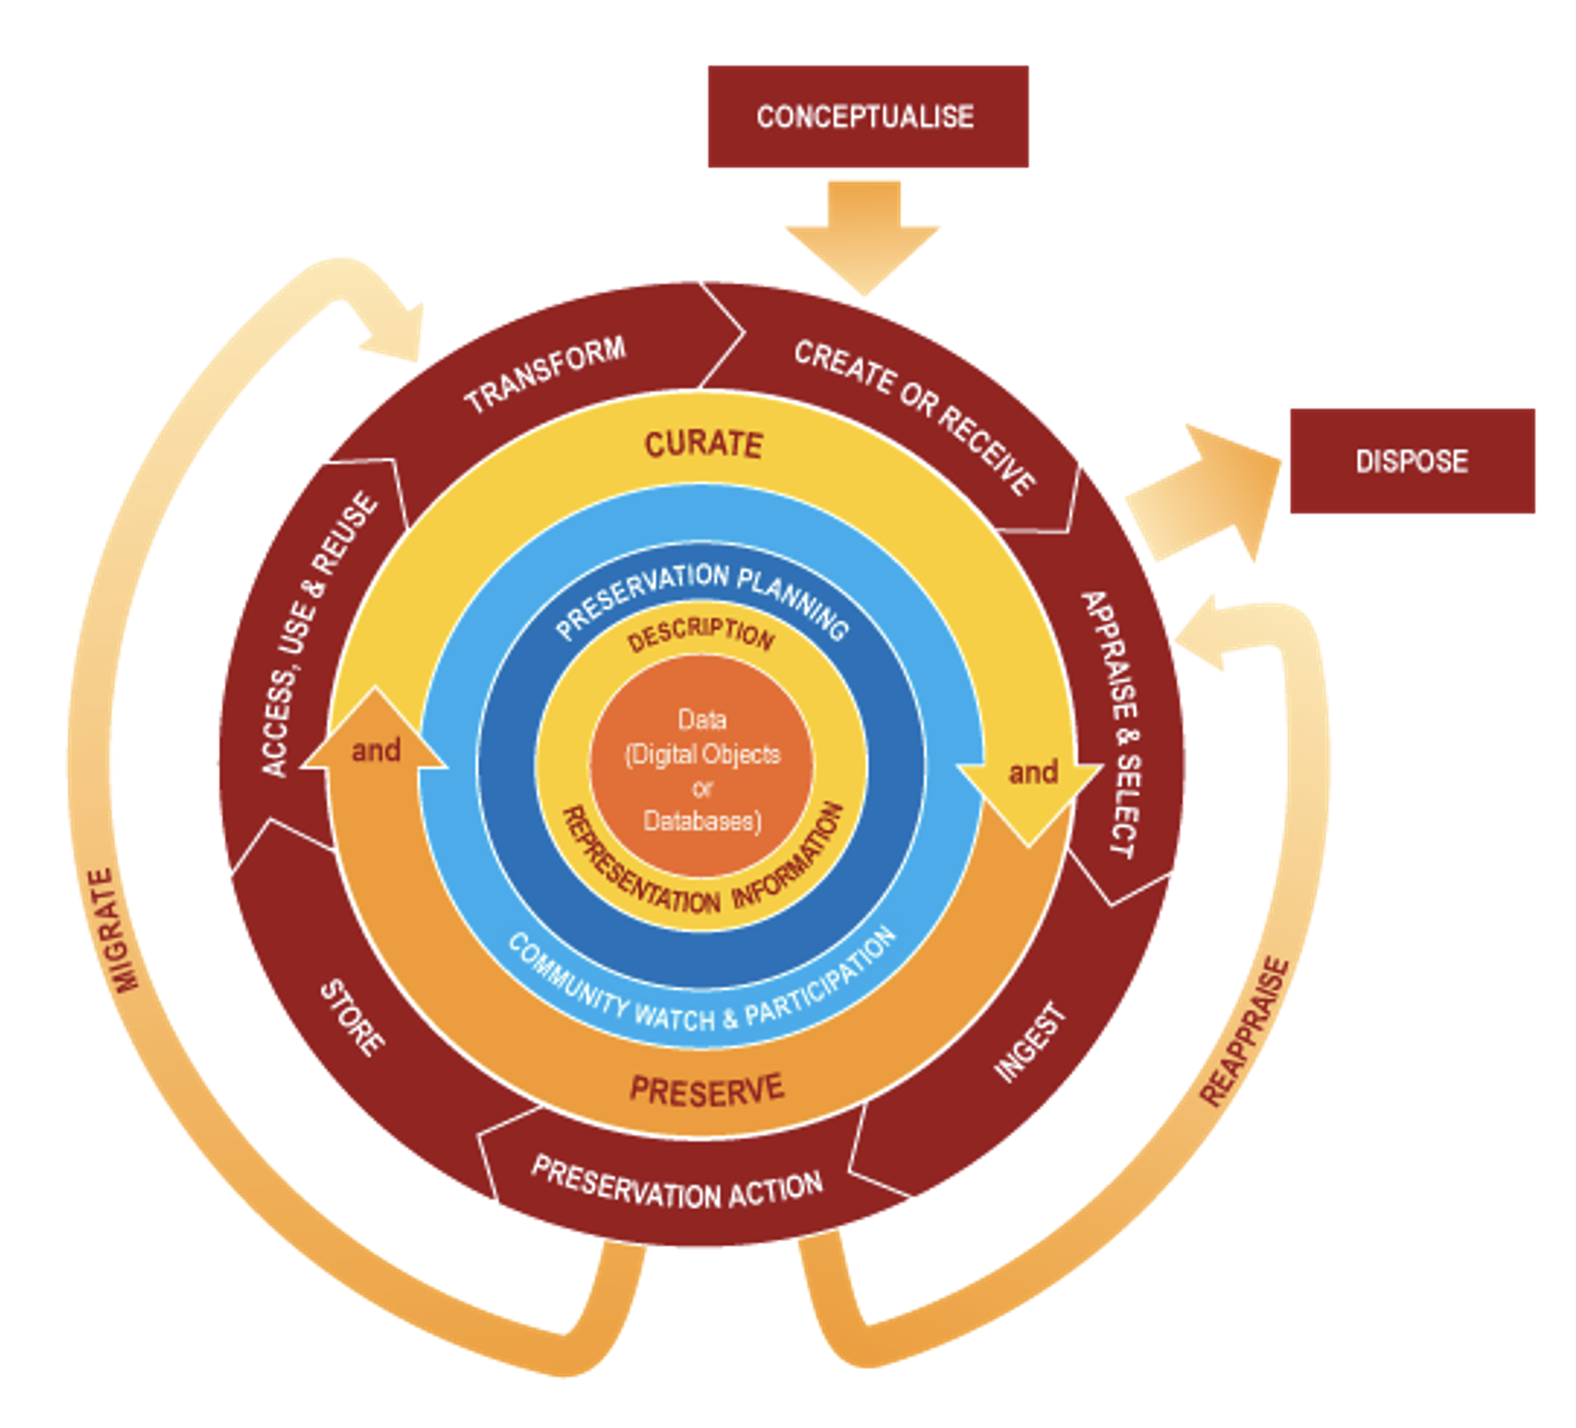 CONCEPTUALISE
TRANSFORM
CREATE OR RECEIVE
CURATE
DISPOSE
ACCESS, USE & REUSE
PRESERVATION PLANNING
DESCRIPTION
APPRAISE & SELECT
Data
(Digital Objects
or
Databases)
and
and
REPRESENTATION INFORMATION
COMMUNITY WATCH & PARTICIPATION
MIGRATE
STORE
INGEST
REAPPRAISE
PRESERVE
PRESERVATION ACTION